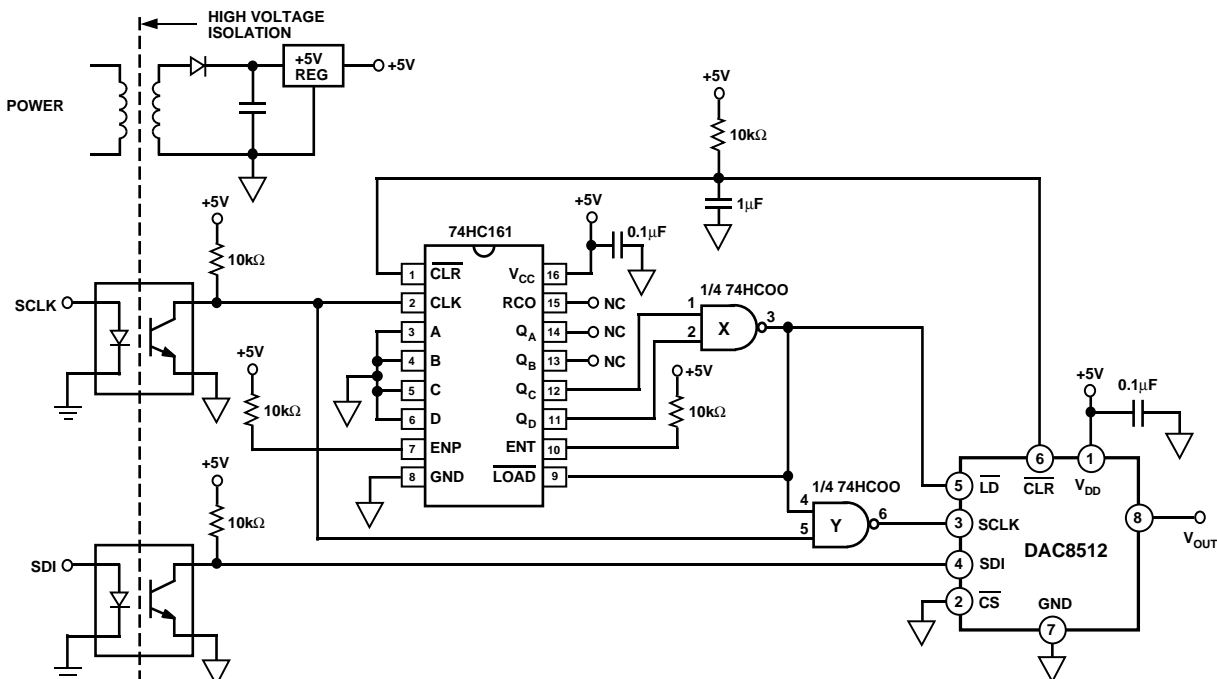 HIGH VOLTAGE
ISOLATION
+5V
REG
+5V
POWER
+5V
10kΩ
1μF
+5V
10kΩ
+5V
0.1μF
74HC161
1 CLR
2 CLK
3 A
4 B
5 C
6 D
7 ENP
8 GND
VCC 16
RCO 15 NC
QA 14 NC
QB 13 NC
QC 12
QD 11
ENT 10
LOAD 9
SCLK
+5V
10kΩ
1/4 74HCOO
1
2
X
3
+5V
10kΩ
1/4 74HCOO
4
5
Y
6
+5V
0.1μF
+5V
10kΩ
SDI
5 LD
6
CLR
1
VDD
3 SCLK
4 SDI
2 CS
DAC8512
8
VOUT
GND
7